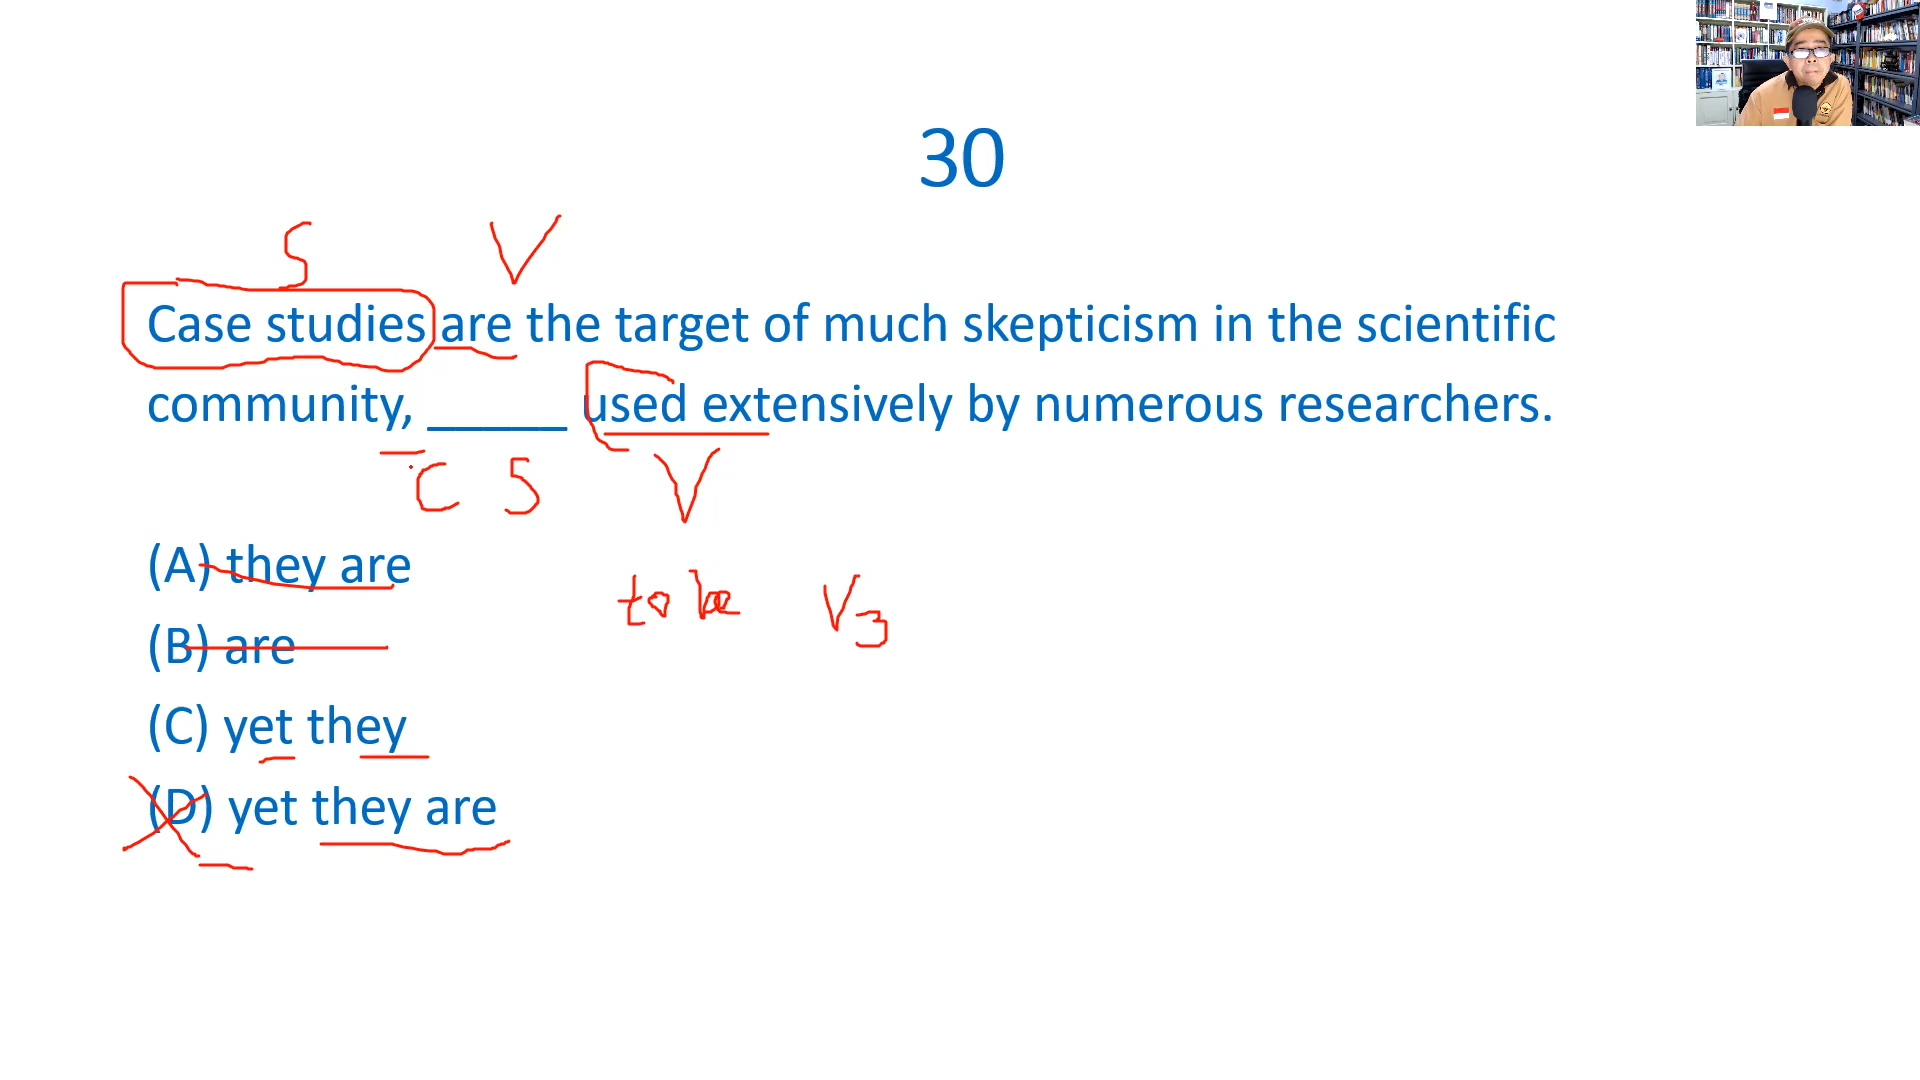 30
S V
Case studies are the target of much skepticism in the scientific
community, _____ used extensively by numerous researchers.
C S V
(A) they are
to be V3
(B) are
(C) yet they
(D) yet they are